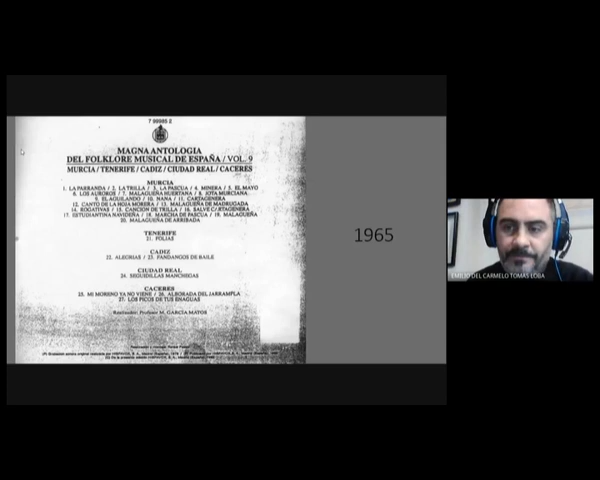 7 98985 2
MAGNA ANTOLOGIA
DEL FOLKLORE MUSICAL DE ESPAÑA / VOL. 9
MURCIA / TENERIFE / CADIZ / CIUDAD REAL / CACERES
MURCIA
1. LA PARRANDA / 2. LA TRILLA / 3. LA PASCUA / 4. MINERA / 5. EL MAYO
6. LOS AUROROS / 7. MALAGUEÑA HUERTANA / 8. JOTA MURCIANA
9. EL AGUILANDO / 10. NANA / 11. CARTAGENERA
12. CANTO DE LA HOJA MORERA / 13. MALAGUEÑA DE MADRUGADA
14. ROGATIVAS / 15. CANCION DE TRILLA / 16. SALVE CARTAGENERA
17. ESTUDIANTINA NAVIDEÑA / 18. MARCHA DE PASCUA / 19. MALAGUEÑA
20. MALAGUEÑA DE ARRIBADA
TENERIFE
21. FOLIAS
CADIZ
22. ALEGRIAS / 23. FANDANGOS DE BAILE
CIUDAD REAL
24. SEGUIDILLAS MANCHEGAS
CACERES
25. MI MORENO YA NO VIENE / 26. ALBORADA DEL JARRAMPLA
27. LOS PICOS DE TUS ENAGUAS
Realizador: Profesor M. GARCIA MATOS
1965
EMILIO DEL CARMELO TOMAS LOBA